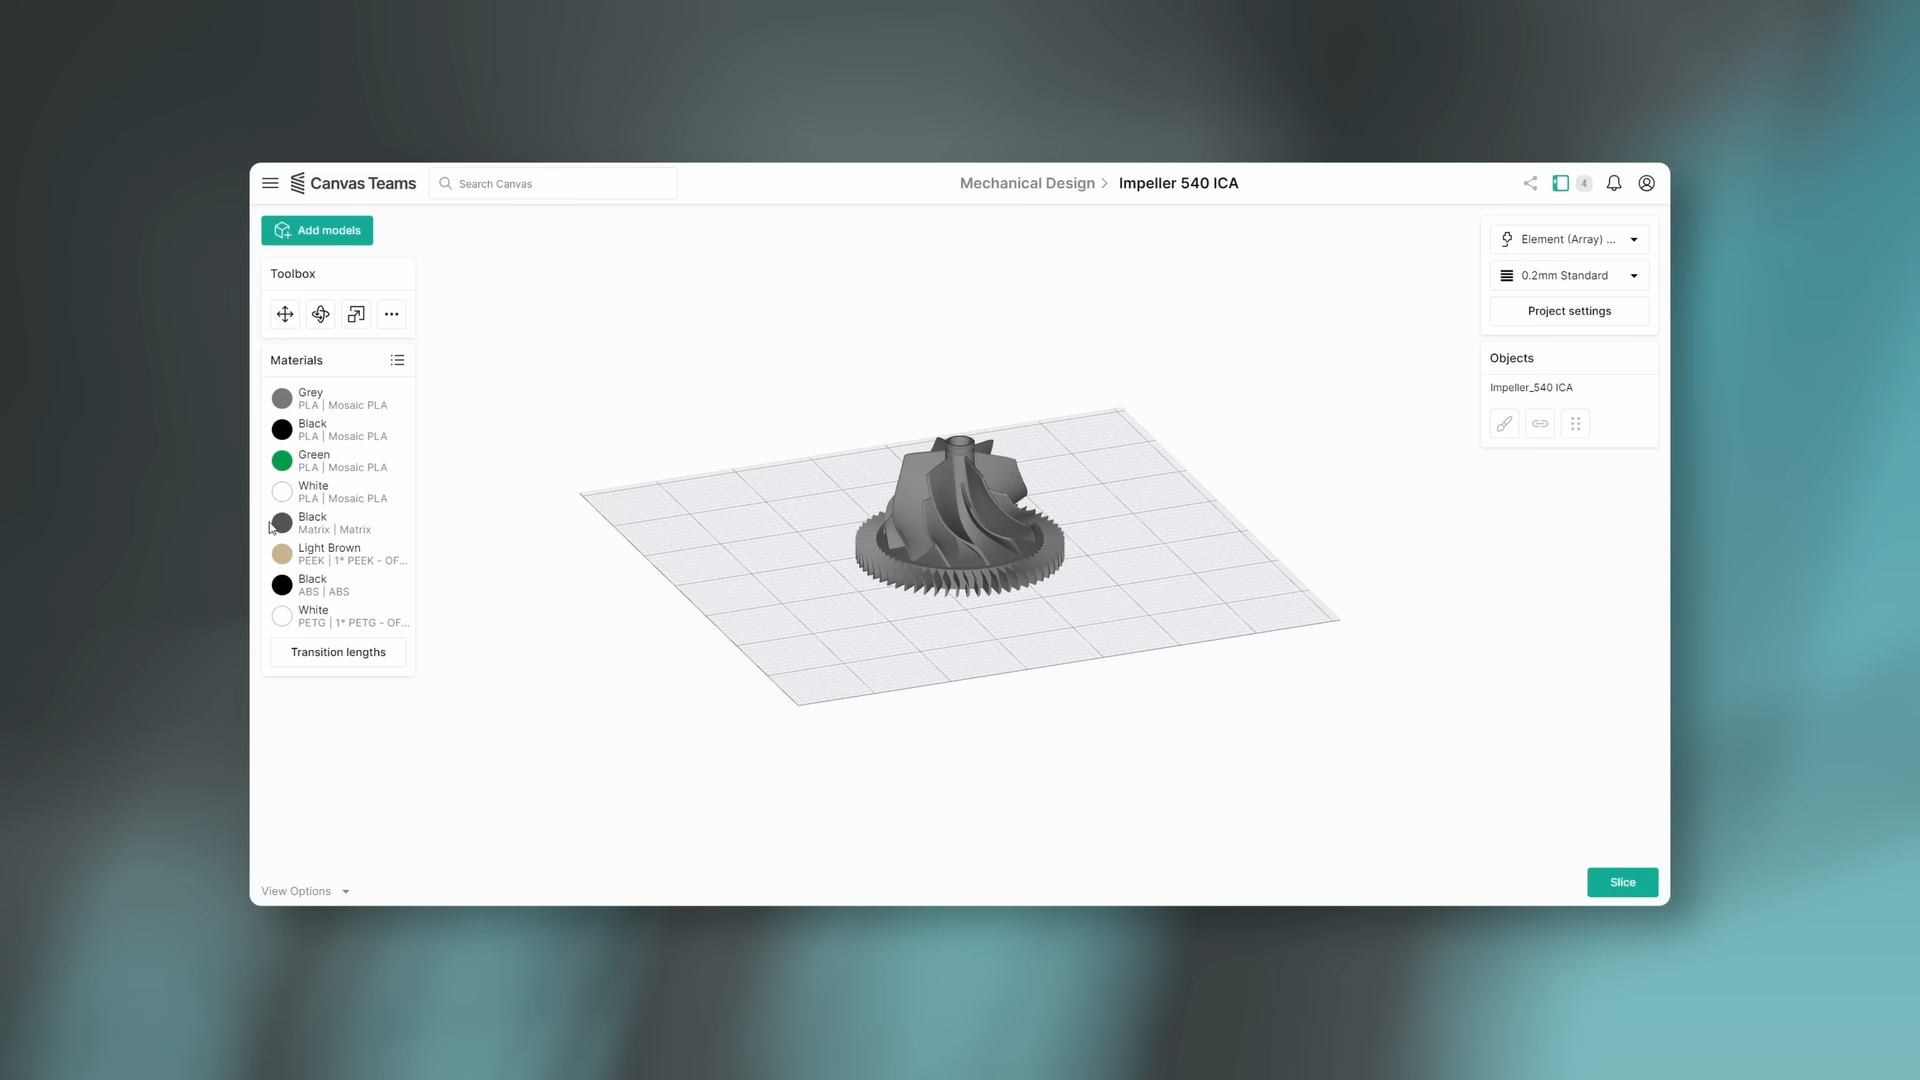 Canvas Teams
Search Canvas
Mechanical Design > Impeller 540 ICA
4
Add models
Toolbox
Materials
Grey
PLA | Mosaic PLA
Black
PLA | Mosaic PLA
Green
PLA | Mosaic PLA
White
PLA | Mosaic PLA
Black
Matrix | Matrix
Light Brown
PEEK | 1* PEEK - OF...
Black
ABS | ABS
White
PETG | 1* PETG - OF...
Transition lengths
View Options
Element (Array) ...
0.2mm Standard
Project settings
Objects
Impeller_540 ICA
Slice